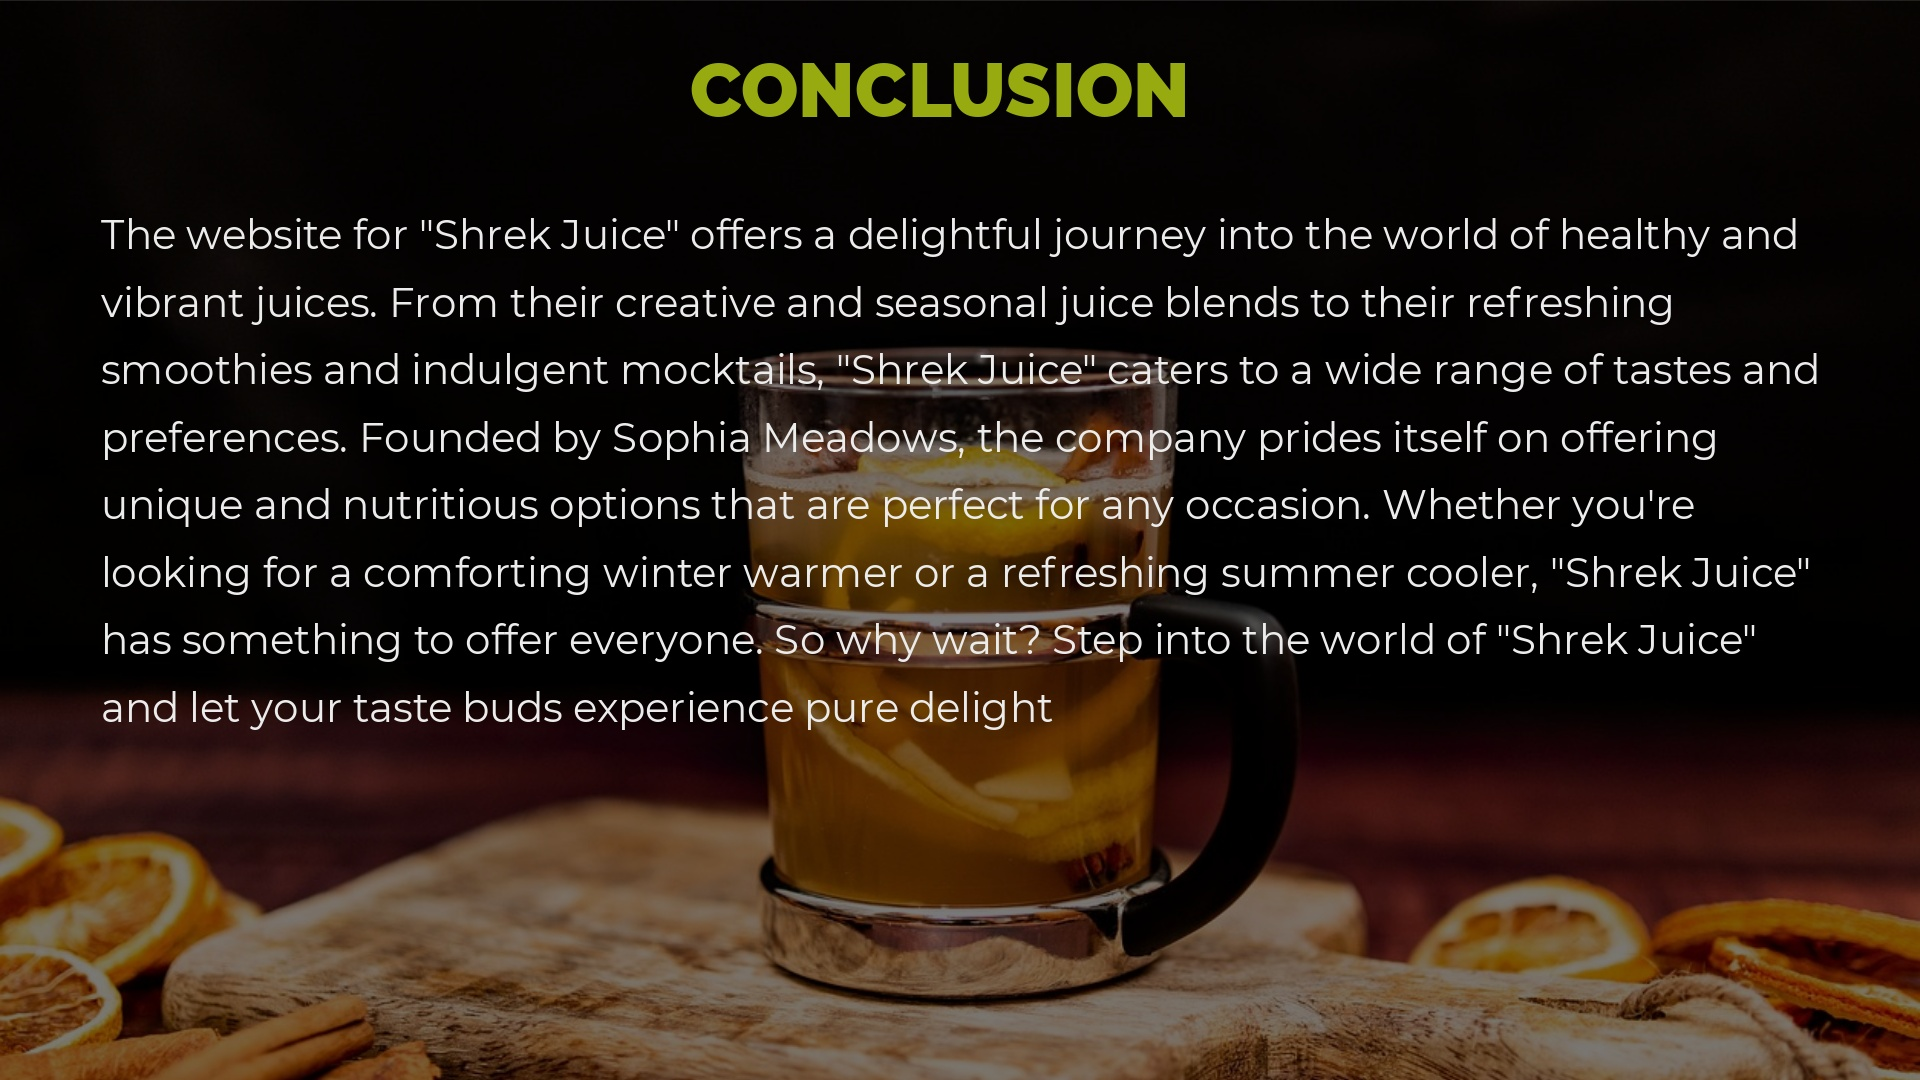 CONCLUSION
The website for "Shrek Juice" offers a delightful journey into the world of healthy and
vibrant juices. From their creative and seasonal juice blends to their refreshing
smoothies and indulgent mocktails, "Shrek Juice" caters to a wide range of tastes and
preferences. Founded by Sophia Meadows, the company prides itself on offering
unique and nutritious options that are perfect for any occasion. Whether you're
looking for a comforting winter warmer or a refreshing summer cooler, "Shrek Juice"
has something to offer everyone. So why wait? Step into the world of "Shrek Juice"
and let your taste buds experience pure delight